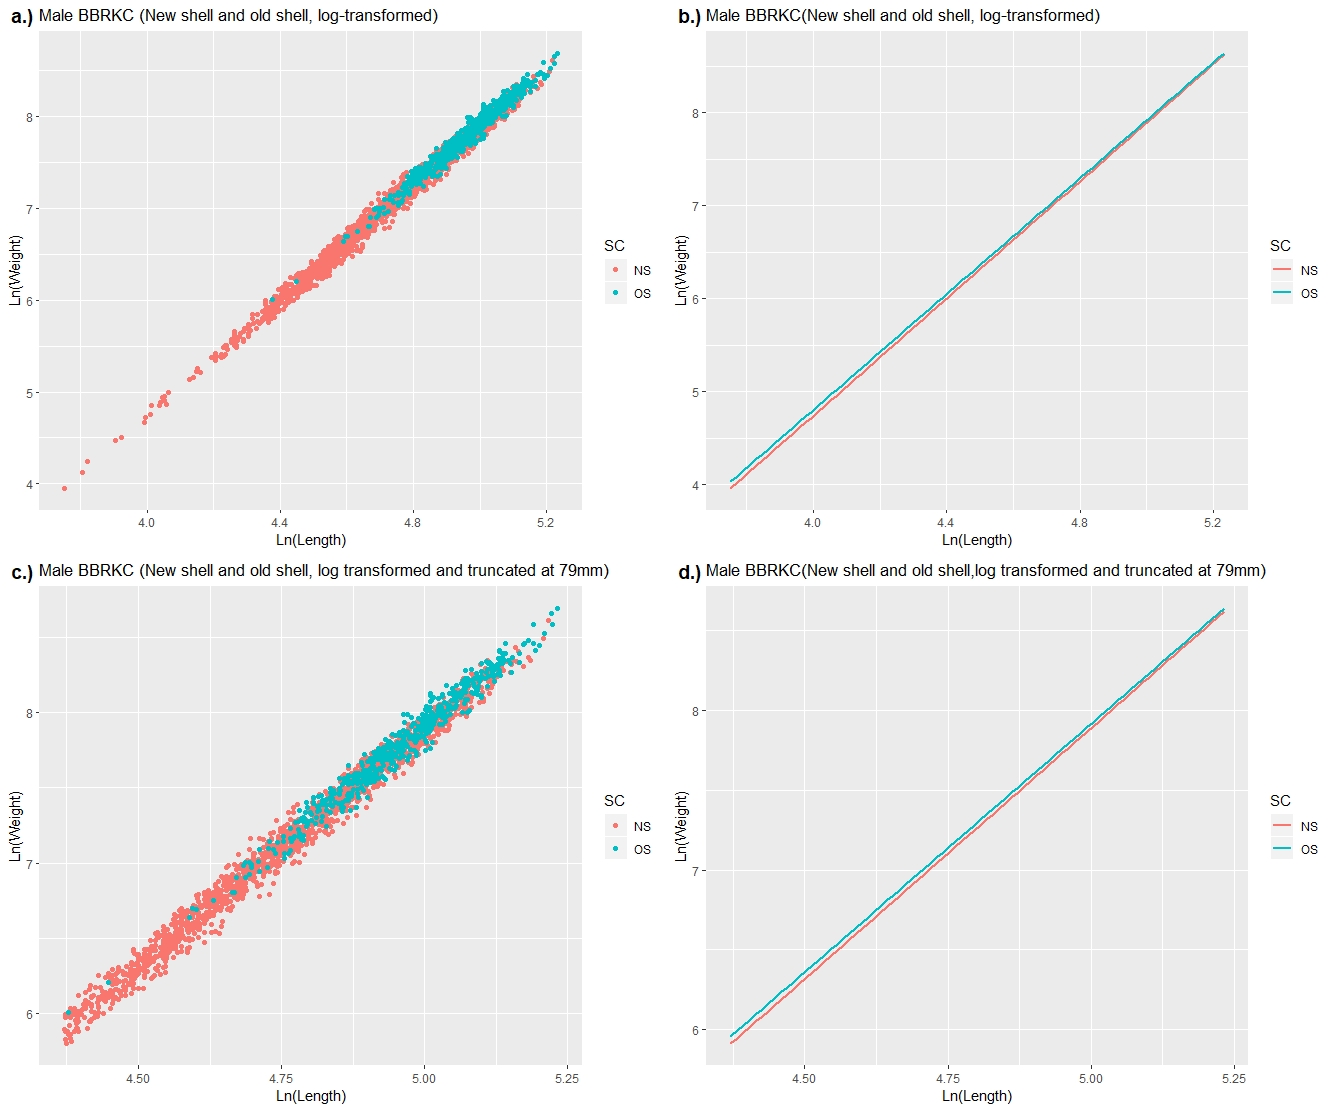 a.) Male BBRKC (New shell and old shell, log-transformed)
Ln(Weight)
8
7
6
5
4
4.0 4.4 4.8 5.2
Ln(Length)
SC
NS
OS
b.) Male BBRKC(New shell and old shell, log-transformed)
Ln(Weight)
8
7
6
5
4
4.0 4.4 4.8 5.2
Ln(Length)
SC
NS
OS
c.) Male BBRKC (New shell and old shell, log transformed and truncated at 79mm)
Ln(Weight)
8
7
6
4.50 4.75 5.00 5.25
Ln(Length)
SC
NS
OS
d.) Male BBRKC(New shell and old shell,log transformed and truncated at 79mm)
Ln(Weight)
8
7
6
4.50 4.75 5.00 5.25
Ln(Length)
SC
NS
OS